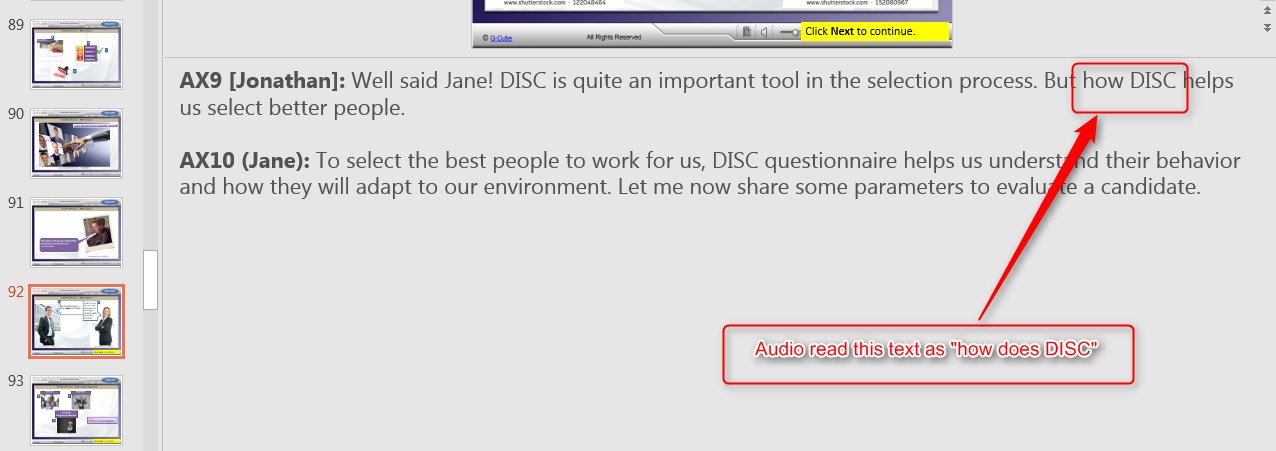 www.shutterstock.com · 122048464
www.shutterstock.com · 152080967
© G-Cube
All Rights Reserved
Click Next to continue.
89
90
91
92
93
AX9 [Jonathan]: Well said Jane! DISC is quite an important tool in the selection process. But how DISC helps
us select better people.
AX10 (Jane): To select the best people to work for us, DISC questionnaire helps us understand their behavior
and how they will adapt to our environment. Let me now share some parameters to evaluate a candidate.
Audio read this text as "how does DISC"